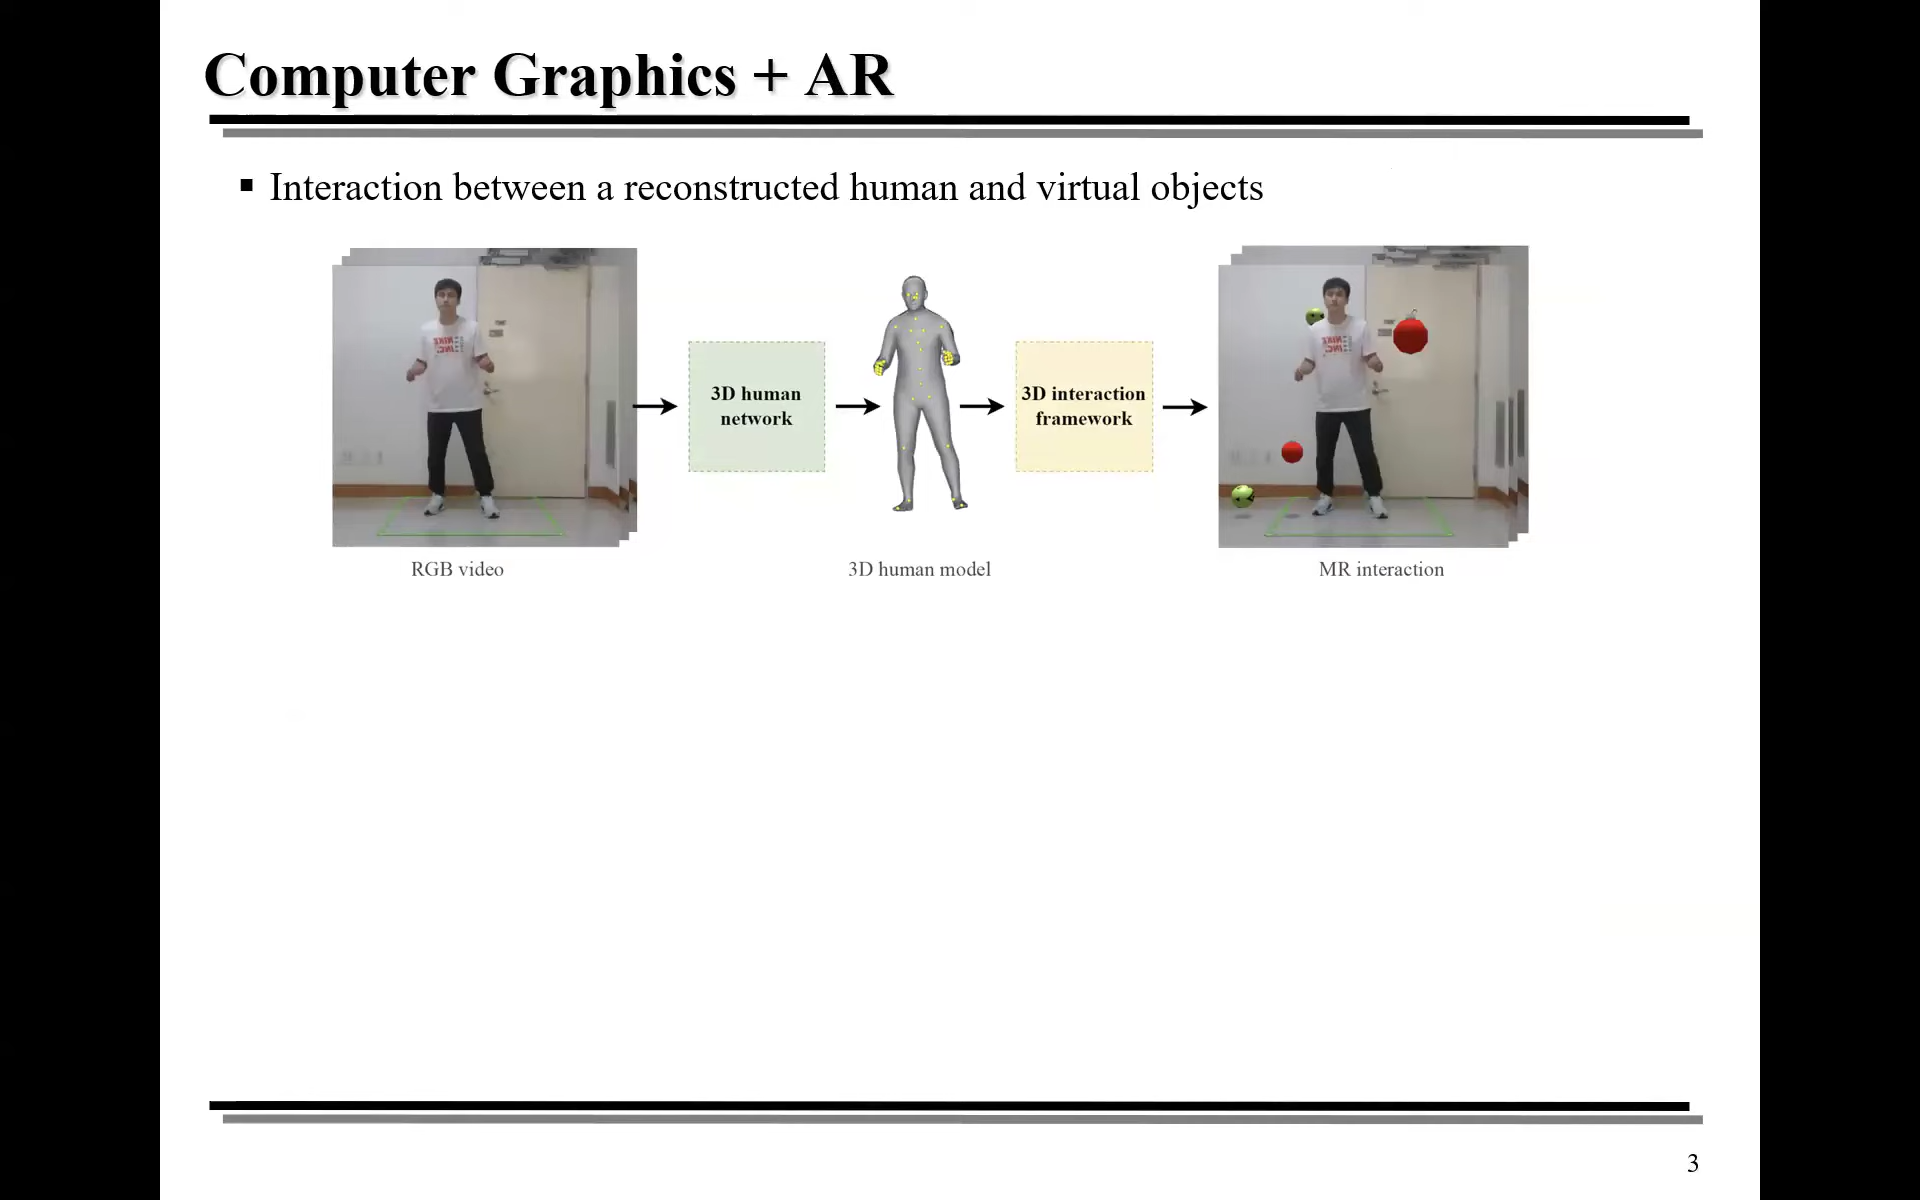 Computer Graphics + AR
▪ Interaction between a reconstructed human and virtual objects
3D human
network
3D interaction
framework
RGB video
3D human model
MR interaction
3